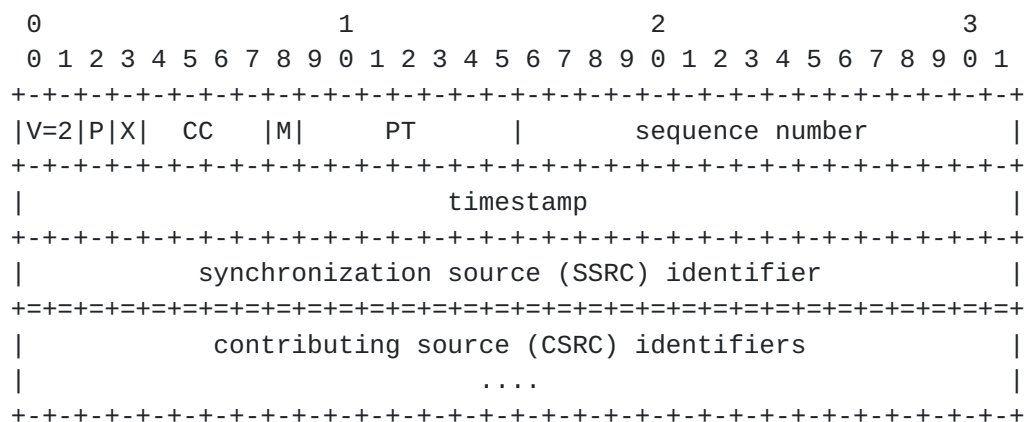 0                   1                   2                   3
 0 1 2 3 4 5 6 7 8 9 0 1 2 3 4 5 6 7 8 9 0 1 2 3 4 5 6 7 8 9 0 1
+-+-+-+-+-+-+-+-+-+-+-+-+-+-+-+-+-+-+-+-+-+-+-+-+-+-+-+-+-+-+-+-+
|V=2|P|X|  CC   |M|     PT      |       sequence number         |
+-+-+-+-+-+-+-+-+-+-+-+-+-+-+-+-+-+-+-+-+-+-+-+-+-+-+-+-+-+-+-+-+
|                           timestamp                           |
+-+-+-+-+-+-+-+-+-+-+-+-+-+-+-+-+-+-+-+-+-+-+-+-+-+-+-+-+-+-+-+-+
|           synchronization source (SSRC) identifier            |
+=+=+=+=+=+=+=+=+=+=+=+=+=+=+=+=+=+=+=+=+=+=+=+=+=+=+=+=+=+=+=+=+
|            contributing source (CSRC) identifiers             |
|                             ....                              |
+-+-+-+-+-+-+-+-+-+-+-+-+-+-+-+-+-+-+-+-+-+-+-+-+-+-+-+-+-+-+-+-+